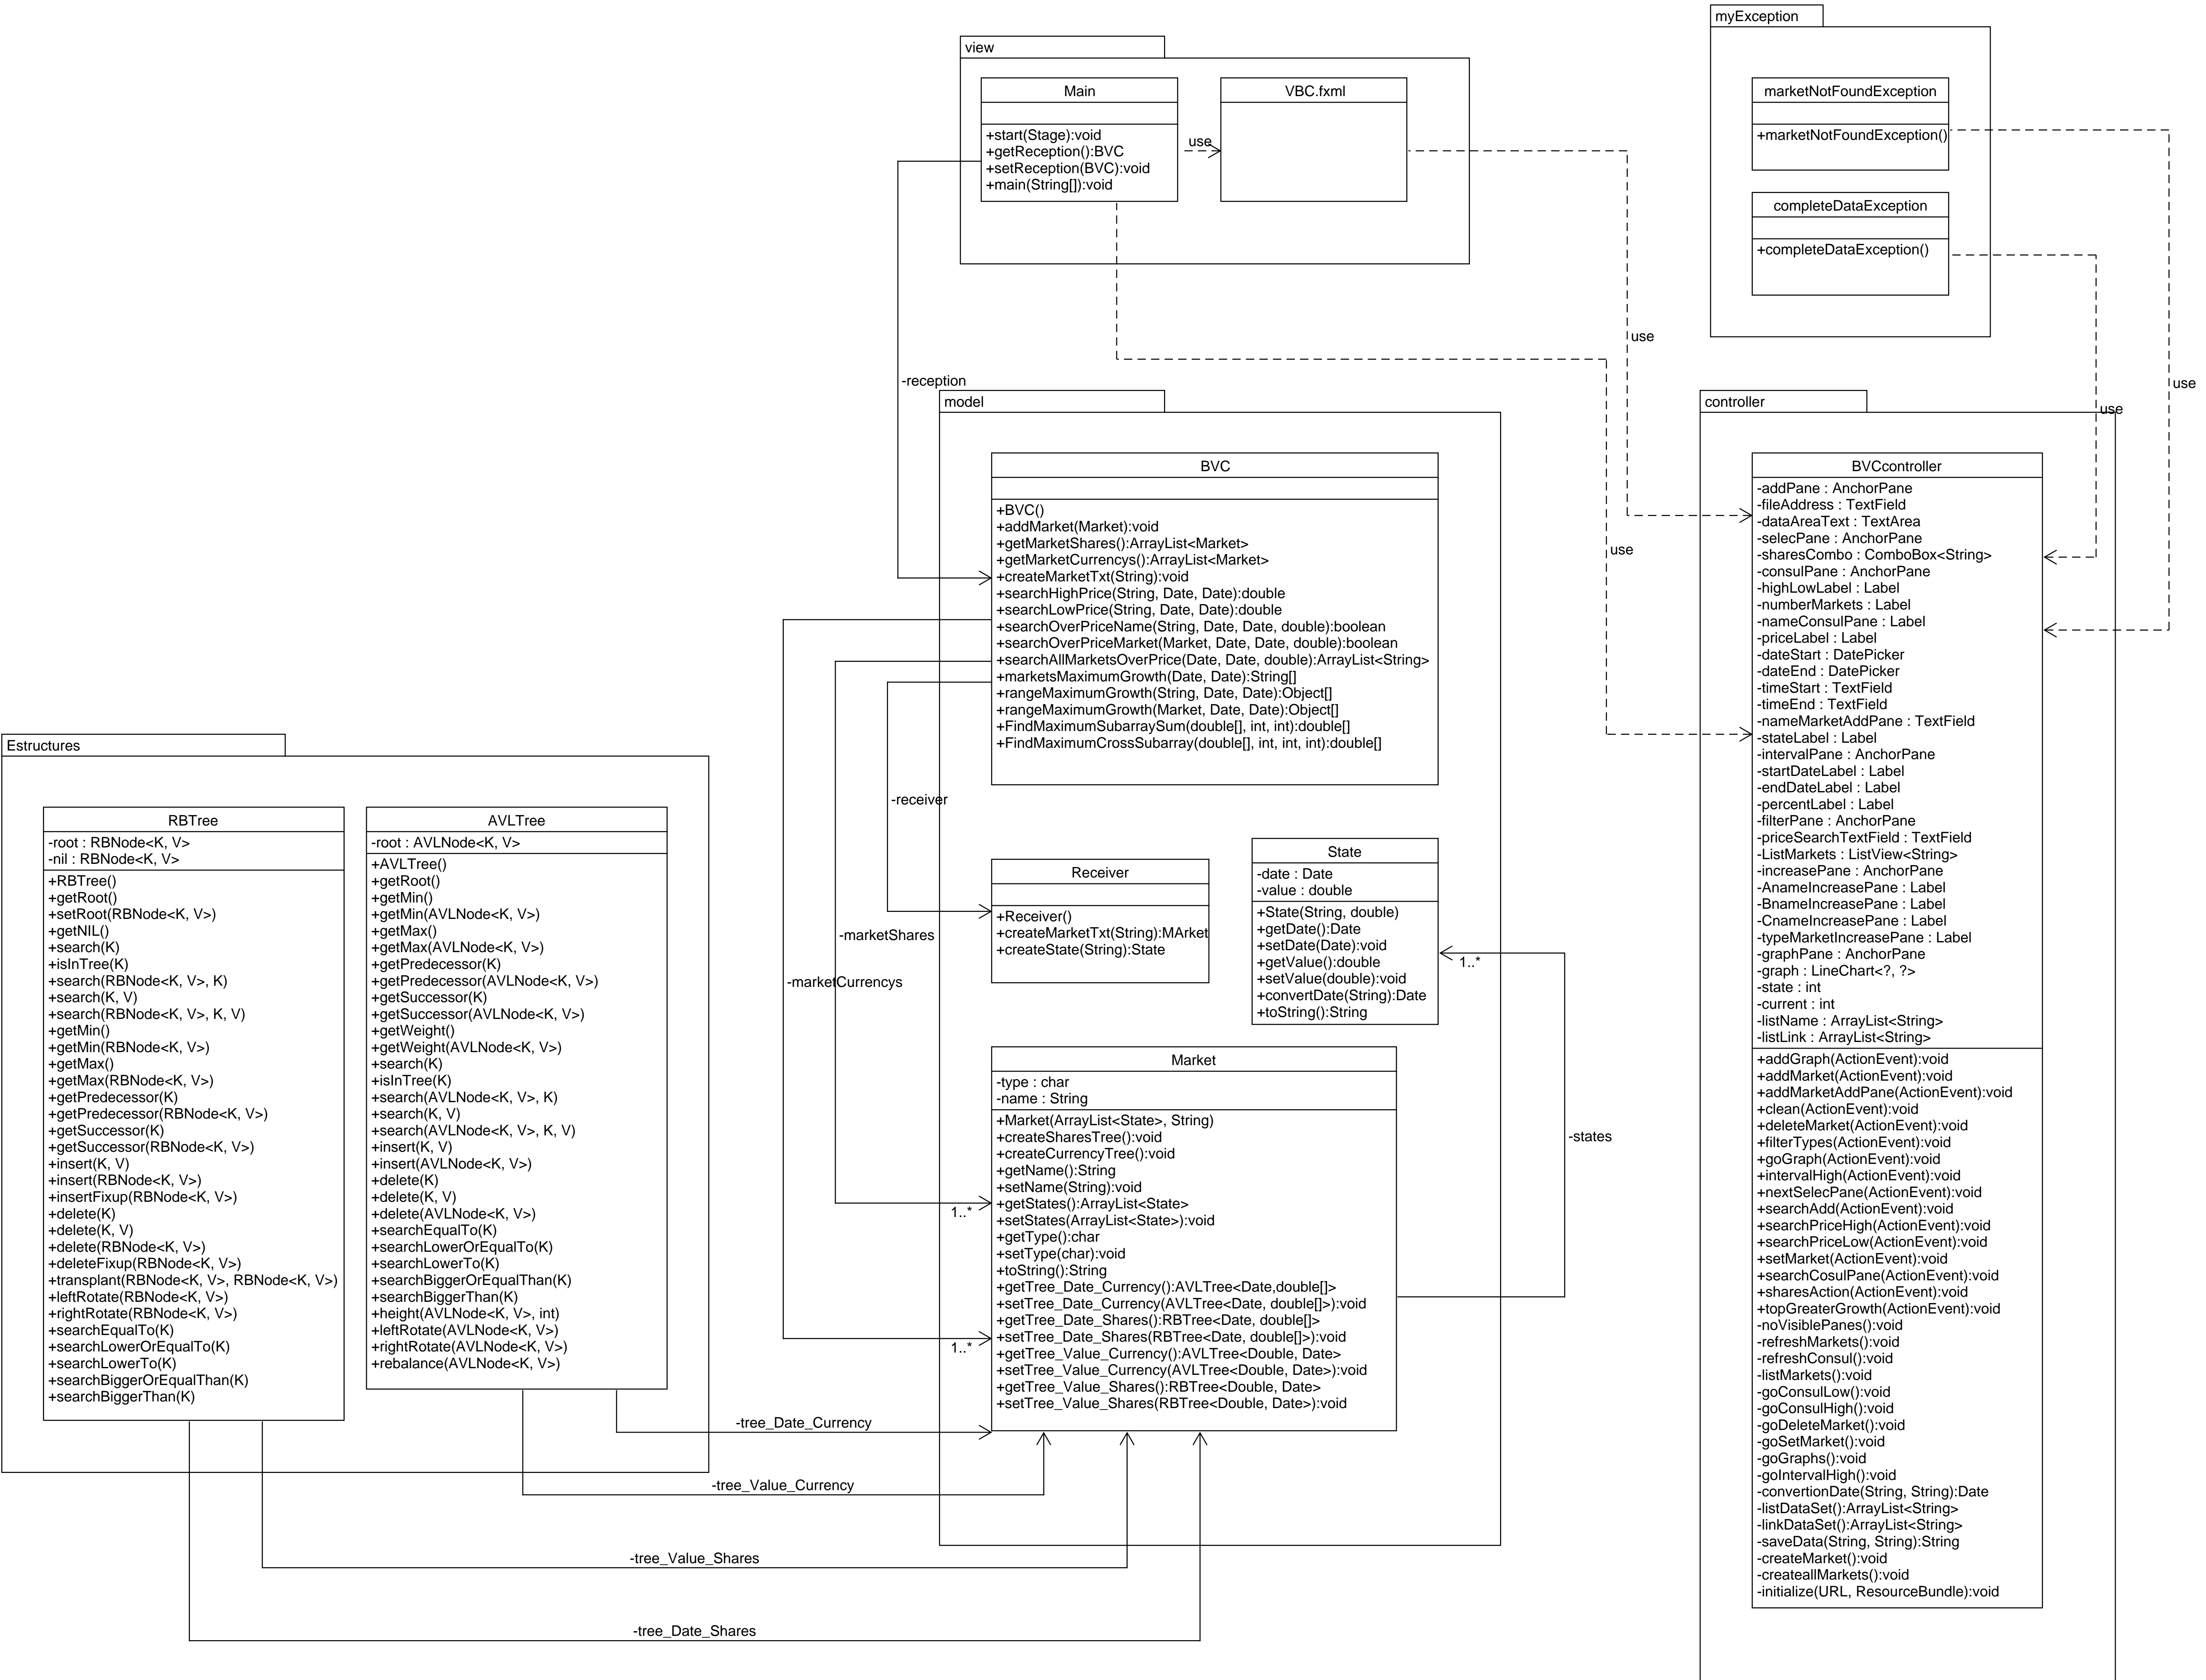 myException
marketNotFoundException
+marketNotFoundException()
completeDataException
+completeDataException()
use
use
view
Main
+start(Stage):void
+getReception():BVC
+setReception(BVC):void
+main(String[]):void
use
VBC.fxml
use
use
-reception
model
BVC
+BVC()
+addMarket(Market):void
+getMarketShares():ArrayList<Market>
+getMarketCurrencys():ArrayList<Market>
+createMarketTxt(String):void
+searchHighPrice(String, Date, Date):double
+searchLowPrice(String, Date, Date):double
+searchOverPriceName(String, Date, Date, double):boolean
+searchOverPriceMarket(Market, Date, Date, double):boolean
+searchAllMarketsOverPrice(Date, Date, double):ArrayList<String>
+marketsMaximumGrowth(Date, Date):String[]
+rangeMaximumGrowth(String, Date, Date):Object[]
+rangeMaximumGrowth(Market, Date, Date):Object[]
+FindMaximumSubarraySum(double[], int, int):double[]
+FindMaximumCrossSubarray(double[], int, int, int):double[]
-receiver
-marketShares
-marketCurrencys
Receiver
+Receiver()
+createMarketTxt(String):MArket
+createState(String):State
State
-date : Date
-value : double
+State(String, double)
+getDate():Date
+setDate(Date):void
+getValue():double
+setValue(double):void
+convertDate(String):Date
+toString():String
1..*
-states
Market
-type : char
-name : String
+Market(ArrayList<State>, String)
+createSharesTree():void
+createCurrencyTree():void
+getName():String
+setName(String):void
+getStates():ArrayList<State>
+setStates(ArrayList<State>):void
+getType():char
+setType(char):void
+toString():String
+getTree_Date_Currency():AVLTree<Date,double[]>
+setTree_Date_Currency(AVLTree<Date, double[]>):void
+getTree_Date_Shares():RBTree<Date, double[]>
+setTree_Date_Shares(RBTree<Date, double[]>):void
+getTree_Value_Currency():AVLTree<Double, Date>
+setTree_Value_Currency(AVLTree<Double, Date>):void
+getTree_Value_Shares():RBTree<Double, Date>
+setTree_Value_Shares(RBTree<Double, Date>):void
1..*
1..*
Estructures
RBTree
-root : RBNode<K, V>
-nil : RBNode<K, V>
+RBTree()
+getRoot()
+setRoot(RBNode<K, V>)
+getNIL()
+search(K)
+isInTree(K)
+search(RBNode<K, V>, K)
+search(K, V)
+search(RBNode<K, V>, K, V)
+getMin()
+getMin(RBNode<K, V>)
+getMax()
+getMax(RBNode<K, V>)
+getPredecessor(K)
+getPredecessor(RBNode<K, V>)
+getSuccessor(K)
+getSuccessor(RBNode<K, V>)
+insert(K, V)
+insert(RBNode<K, V>)
+insertFixup(RBNode<K, V>)
+delete(K)
+delete(K, V)
+delete(RBNode<K, V>)
+deleteFixup(RBNode<K, V>)
+transplant(RBNode<K, V>, RBNode<K, V>)
+leftRotate(RBNode<K, V>)
+rightRotate(RBNode<K, V>)
+searchEqualTo(K)
+searchLowerOrEqualTo(K)
+searchLowerTo(K)
+searchBiggerOrEqualThan(K)
+searchBiggerThan(K)
AVLTree
-root : AVLNode<K, V>
+AVLTree()
+getRoot()
+getMin()
+getMin(AVLNode<K, V>)
+getMax()
+getMax(AVLNode<K, V>)
+getPredecessor(K)
+getPredecessor(AVLNode<K, V>)
+getSuccessor(K)
+getSuccessor(AVLNode<K, V>)
+getWeight()
+getWeight(AVLNode<K, V>)
+search(K)
+isInTree(K)
+search(AVLNode<K, V>, K)
+search(K, V)
+search(AVLNode<K, V>, K, V)
+insert(K, V)
+insert(AVLNode<K, V>)
+delete(K)
+delete(K, V)
+delete(AVLNode<K, V>)
+searchEqualTo(K)
+searchLowerOrEqualTo(K)
+searchLowerTo(K)
+searchBiggerOrEqualThan(K)
+searchBiggerThan(K)
+height(AVLNode<K, V>, int)
+leftRotate(AVLNode<K, V>)
+rightRotate(AVLNode<K, V>)
+rebalance(AVLNode<K, V>)
-tree_Date_Currency
-tree_Value_Currency
-tree_Value_Shares
-tree_Date_Shares
controller
BVCcontroller
-addPane : AnchorPane
-fileAddress : TextField
-dataAreaText : TextArea
-selecPane : AnchorPane
-sharesCombo : ComboBox<String>
-consulPane : AnchorPane
-highLowLabel : Label
-numberMarkets : Label
-nameConsulPane : Label
-priceLabel : Label
-dateStart : DatePicker
-dateEnd : DatePicker
-timeStart : TextField
-timeEnd : TextField
-nameMarketAddPane : TextField
-stateLabel : Label
-intervalPane : AnchorPane
-startDateLabel : Label
-endDateLabel : Label
-percentLabel : Label
-filterPane : AnchorPane
-priceSearchTextField : TextField
-ListMarkets : ListView<String>
-increasePane : AnchorPane
-AnameIncreasePane : Label
-BnameIncreasePane : Label
-CnameIncreasePane : Label
-typeMarketIncreasePane : Label
-graphPane : AnchorPane
-graph : LineChart<?, ?>
-state : int
-current : int
-listName : ArrayList<String>
-listLink : ArrayList<String>
+addGraph(ActionEvent):void
+addMarket(ActionEvent):void
+addMarketAddPane(ActionEvent):void
+clean(ActionEvent):void
+deleteMarket(ActionEvent):void
+filterTypes(ActionEvent):void
+goGraph(ActionEvent):void
+intervalHigh(ActionEvent):void
+nextSelecPane(ActionEvent):void
+searchAdd(ActionEvent):void
+searchPriceHigh(ActionEvent):void
+searchPriceLow(ActionEvent):void
+setMarket(ActionEvent):void
+searchCosulPane(ActionEvent):void
+sharesAction(ActionEvent):void
+topGreaterGrowth(ActionEvent):void
-noVisiblePanes():void
-refreshMarkets():void
-refreshConsul():void
-listMarkets():void
-goConsulLow():void
-goConsulHigh():void
-goDeleteMarket():void
-goSetMarket():void
-goGraphs():void
-goIntervalHigh():void
-convertionDate(String, String):Date
-listDataSet():ArrayList<String>
-linkDataSet():ArrayList<String>
-saveData(String, String):String
-createMarket():void
-createallMarkets():void
-initialize(URL, ResourceBundle):void